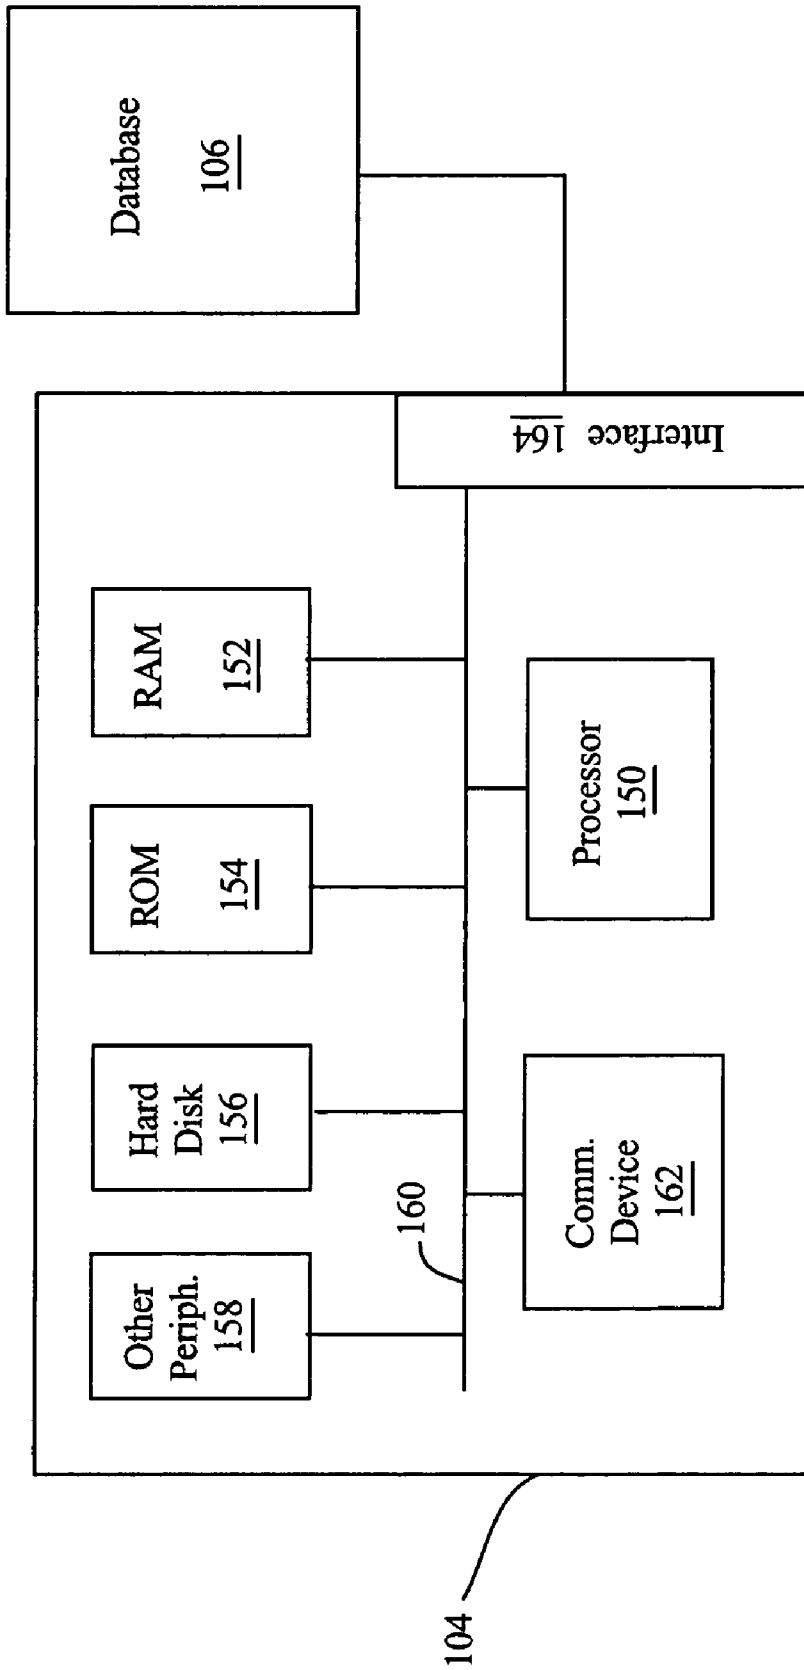 Other
Periph.
158
Hard
Disk
156
ROM
154
RAM
152
Database
106
160
Comm.
Device
162
Processor
150
Interface 164
104